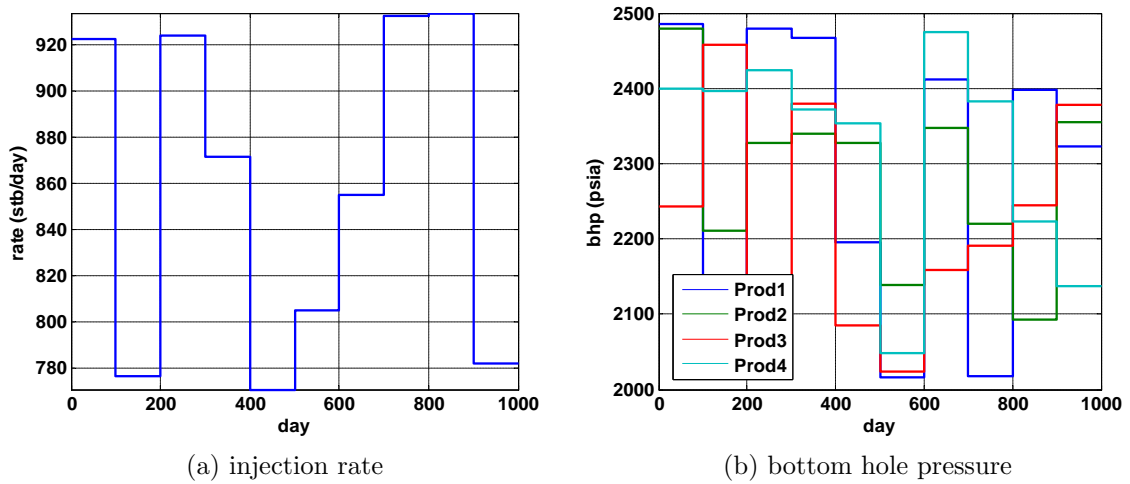 920
900
880
860
840
820
800
780
rate (stb/day)
0 200 400 600 800 1000
day
(a) injection rate
2500
2400
2300
2200
2100
2000
bhp (psia)
Prod1
Prod2
Prod3
Prod4
0 200 400 600 800 1000
day
(b) bottom hole pressure